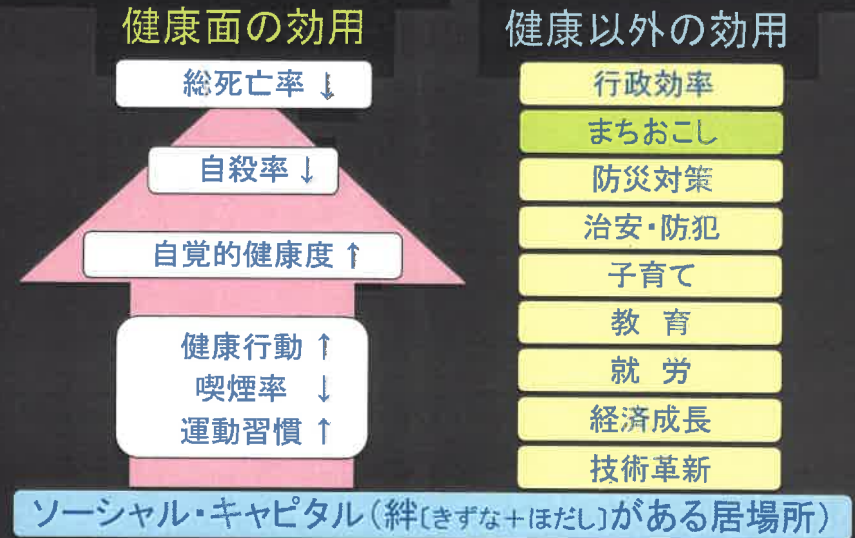 健康面の効用
総死亡率 ↓
自殺率 ↓
自覚的健康度 ↑
健康行動 ↑
喫煙率 ↓
運動習慣 ↑
健康以外の効用
行政効率
まちおこし
防災対策
治安・防犯
子育て
教 育
就 労
経済成長
技術革新
ソーシャル・キャピタル(絆〔きずな+ほだし〕がある居場所)